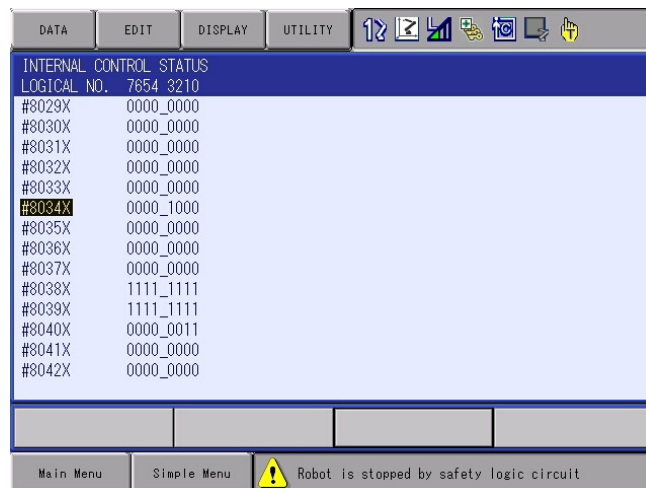 DATA EDIT DISPLAY UTILITY
INTERNAL CONTROL STATUS
LOGICAL NO. 7654 3210
#8029X 0000_0000
#8030X 0000_0000
#8031X 0000_0000
#8032X 0000_0000
#8033X 0000_0000
#8034X 0000_1000
#8035X 0000_0000
#8036X 0000_0000
#8037X 0000_0000
#8038X 1111_1111
#8039X 1111_1111
#8040X 0000_0011
#8041X 0000_0000
#8042X 0000_0000
Main Menu Simple Menu Robot is stopped by safety logic circuit